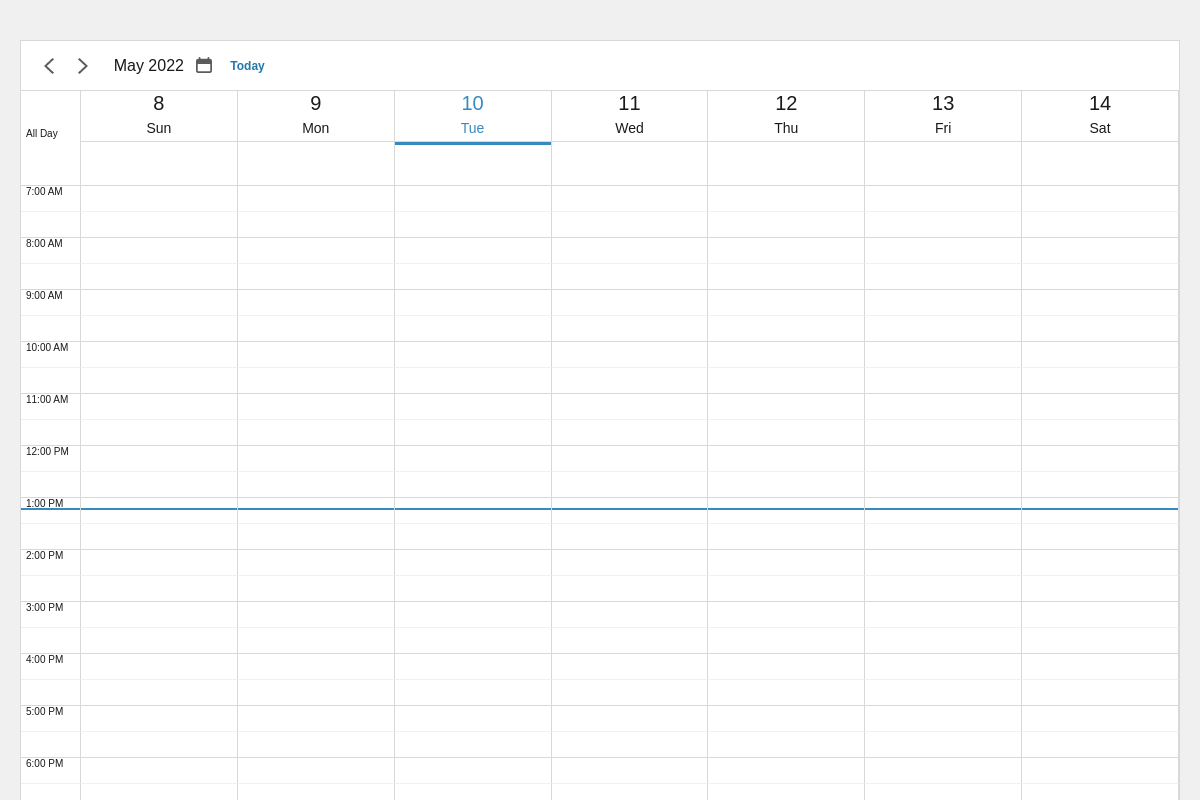 May 2022 Today
8 9 10 11 12 13 14
Sun Mon Tue Wed Thu Fri Sat
All Day
7:00 AM
8:00 AM
9:00 AM
10:00 AM
11:00 AM
12:00 PM
1:00 PM
2:00 PM
3:00 PM
4:00 PM
5:00 PM
6:00 PM